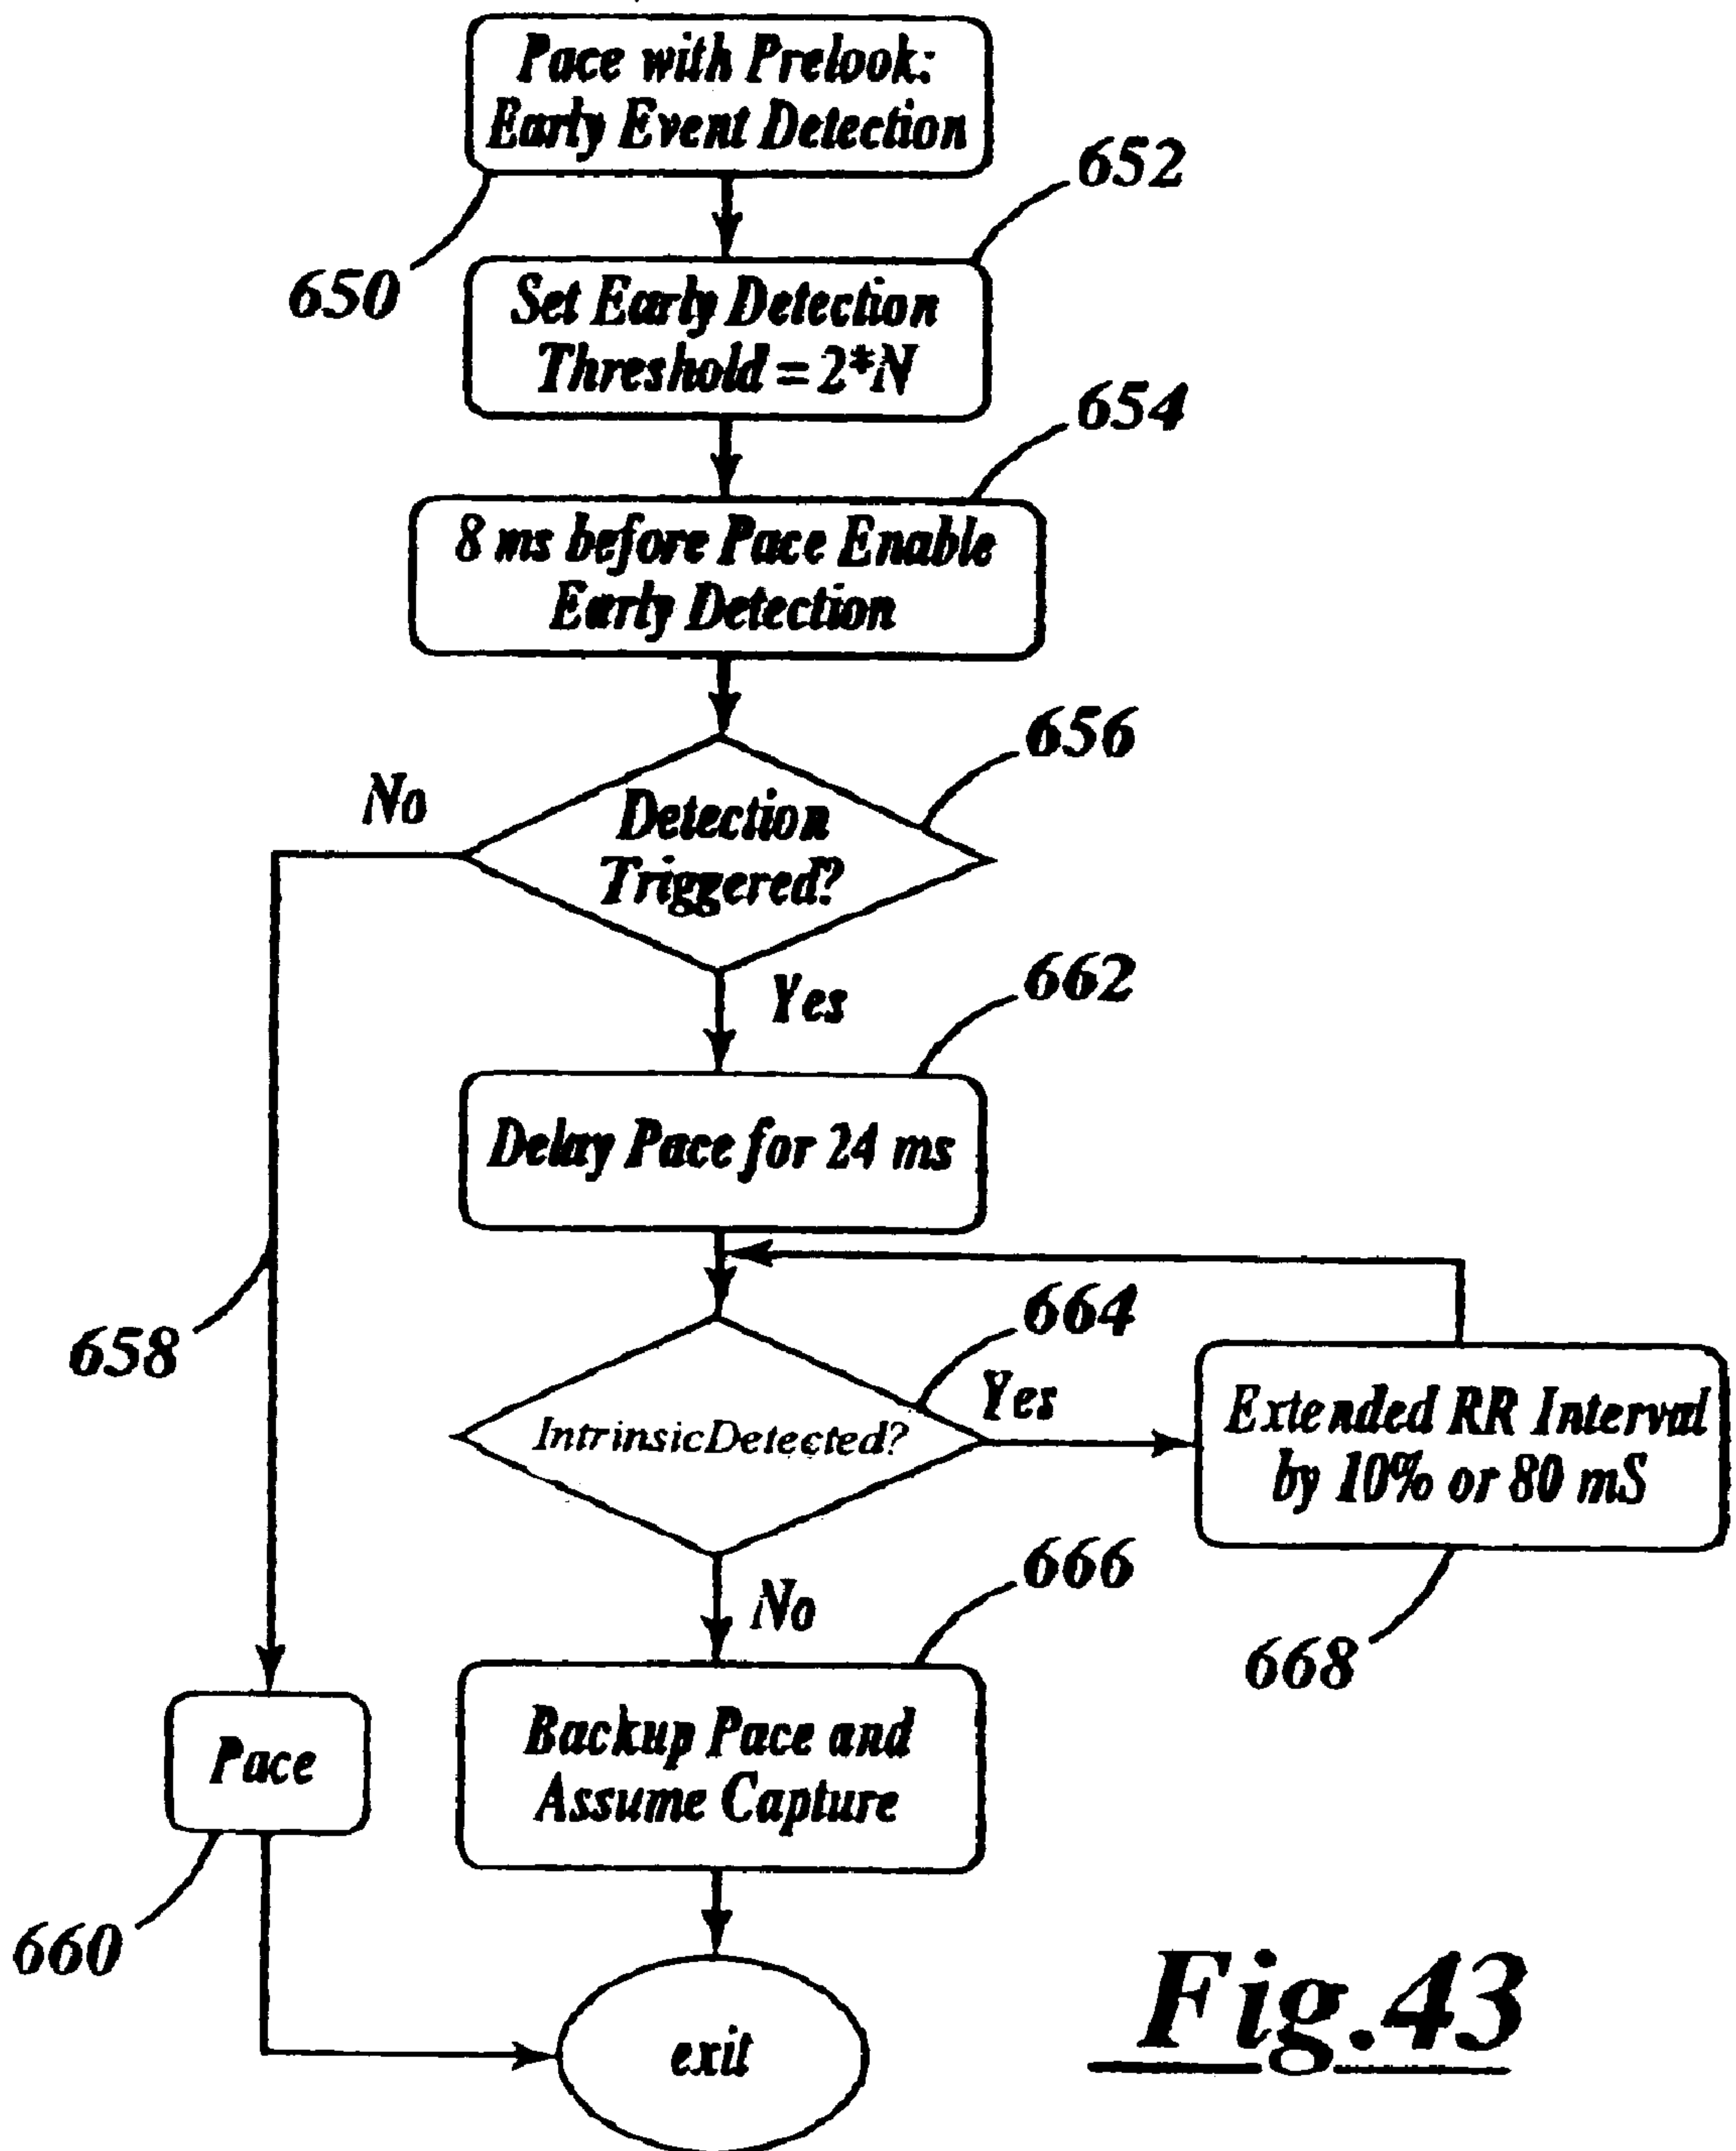 Pace with Prelook:
Early Event Detection
652
650
Set Early Detection
Threshold = 2*N
654
8 ms before Pace Enable
Early Detection
656
No
Detection
Triggered?
Yes
662
Delay Pace for 24 ms
658
664
Yes
IntrinsicDetected?
Extended RR Interval
by 10% or 80 mS
No
666
668
Backup Pace and
Assume Capture
Pace
660
exit
Fig.43